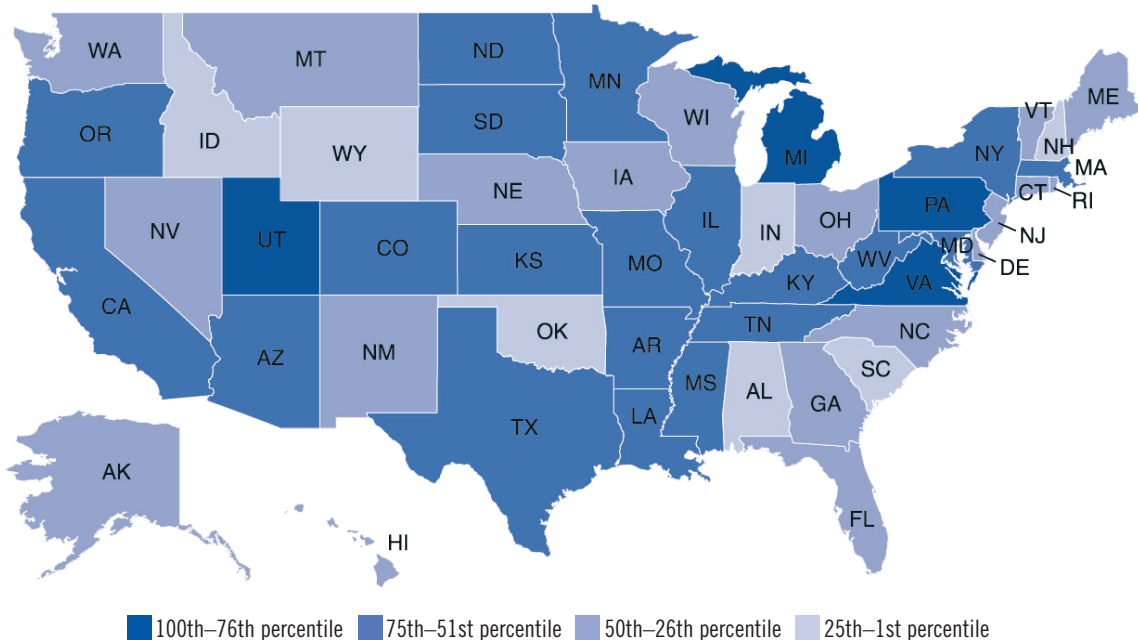 WA
MT
ND
MN
ME
VT
OR
ID
SD
WI
NH
NY
MA
WY
MI
CT
RI
NE
IA
PA
NJ
NV
UT
CO
IL
IN
OH
MD
DE
KS
MO
WV
KY
VA
CA
AZ
NM
OK
AR
TN
NC
SC
TX
LA
MS
AL
GA
AK
HI
FL
100th–76th percentile 75th–51st percentile 50th–26th percentile 25th–1st percentile